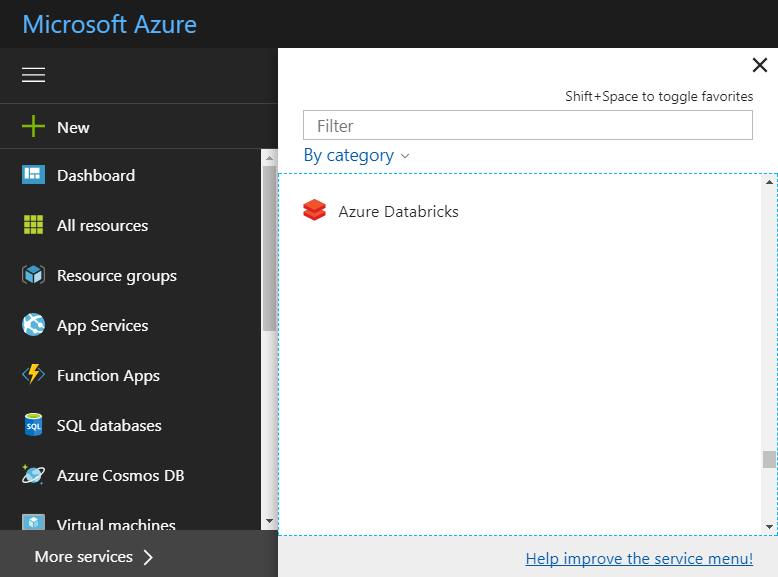 Microsoft Azure
New
Dashboard
All resources
Resource groups
App Services
Function Apps
SQL
SQL databases
Azure Cosmos DB
Virtual machines
More services
Shift+Space to toggle favorites
Filter
By category
Azure Databricks
Help improve the service menu!